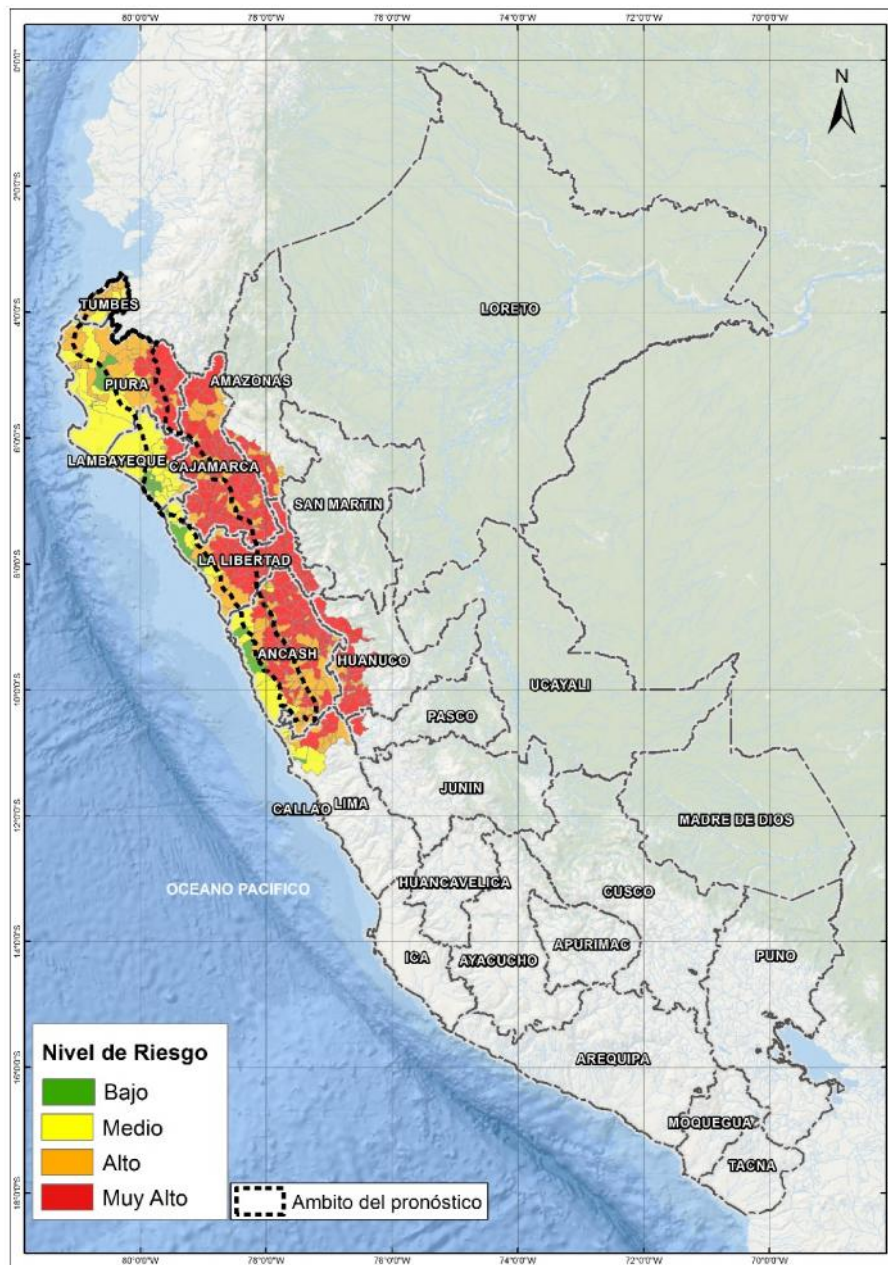 80°0'0"W 78°0'0"W 76°0'0"W 74°0'0"W 72°0'0"W 70°0'0"W
0°0'0"
N
2°0'0"S
TUMBES
4°0'0"S
LORETO
AMAZONAS
PIURA
6°0'0"S
LAMBAYEQUE
CAJAMARCA
SAN MARTIN
8°0'0"S
LA LIBERTAD
ANCASH
HUANUCO
UCAYALI
10°0'0"S
PASCO
JUNIN
CALLAO
LIMA
12°0'0"S
MADRE DE DIOS
OCEANO PACIFICO
HUANCAVELICA
CUSCO
14°0'0"S
ICA
AYACUCHO
APURIMAC
PUNO
AREQUIPA
16°0'0"S
MOQUEGUA
TACNA
18°0'0"S
Nivel de Riesgo
Bajo
Medio
Alto
Muy Alto
Ambito del pronóstico
80°0'0"W 78°0'0"W 76°0'0"W 74°0'0"W 72°0'0"W 70°0'0"W